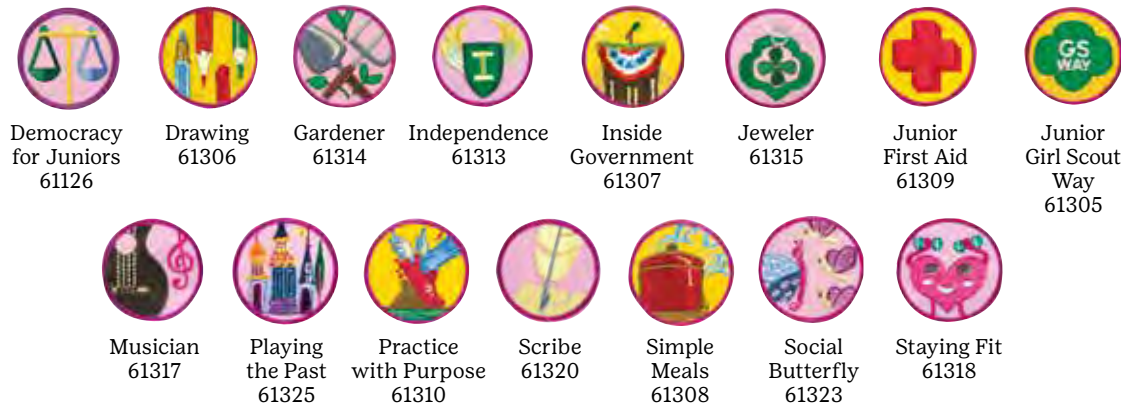 GS
WAY
Democracy
for Juniors
61126
Drawing
61306
Gardener
61314
I
Independence
61313
Inside
Government
61307
Jeweler
61315
Junior
First Aid
61309
Junior
Girl Scout
Way
61305
Musician
61317
Playing
the Past
61325
Practice
with Purpose
61310
Scribe
61320
Simple
Meals
61308
Social
Butterfly
61323
Staying Fit
61318